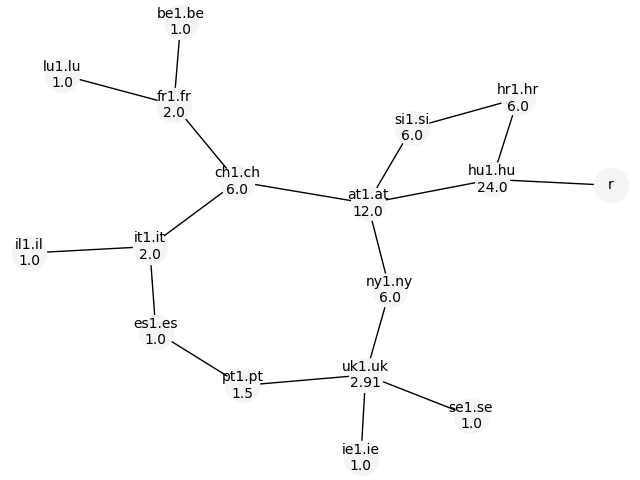 be1.be
1.0
lu1.lu
1.0
fr1.fr
2.0
hr1.hr
6.0
si1.si
6.0
ch1.ch
6.0
hu1.hu
24.0
r
at1.at
12.0
il1.il
1.0
it1.it
2.0
ny1.ny
6.0
es1.es
1.0
pt1.pt
1.5
uk1.uk
2.91
se1.se
1.0
ie1.ie
1.0